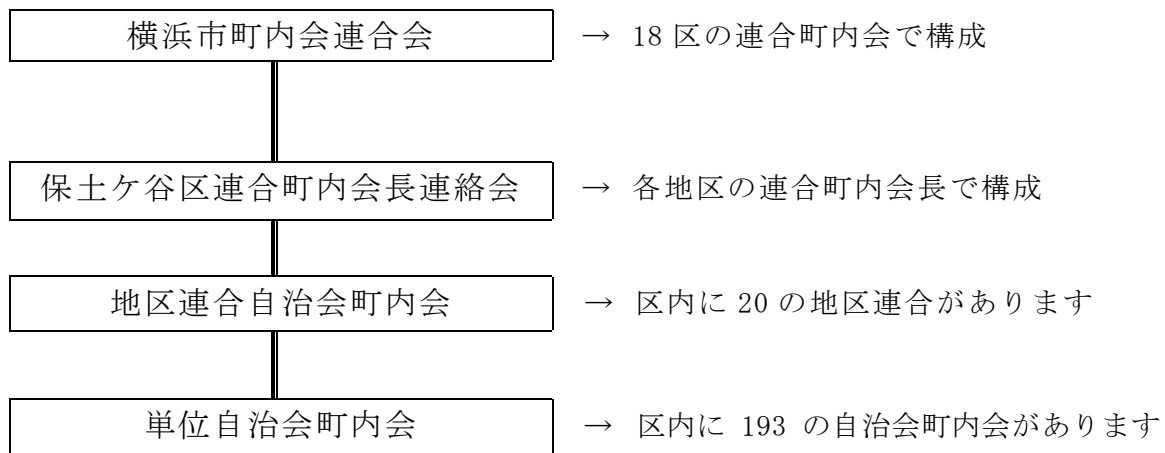 横浜市町内会連合会 → 18区の連合町内会で構成
保土ケ谷区連合町内会長連絡会 → 各地区の連合町内会長で構成
地区連合自治会町内会 → 区内に20の地区連合があります
単位自治会町内会 → 区内に 193 の自治会町内会があります